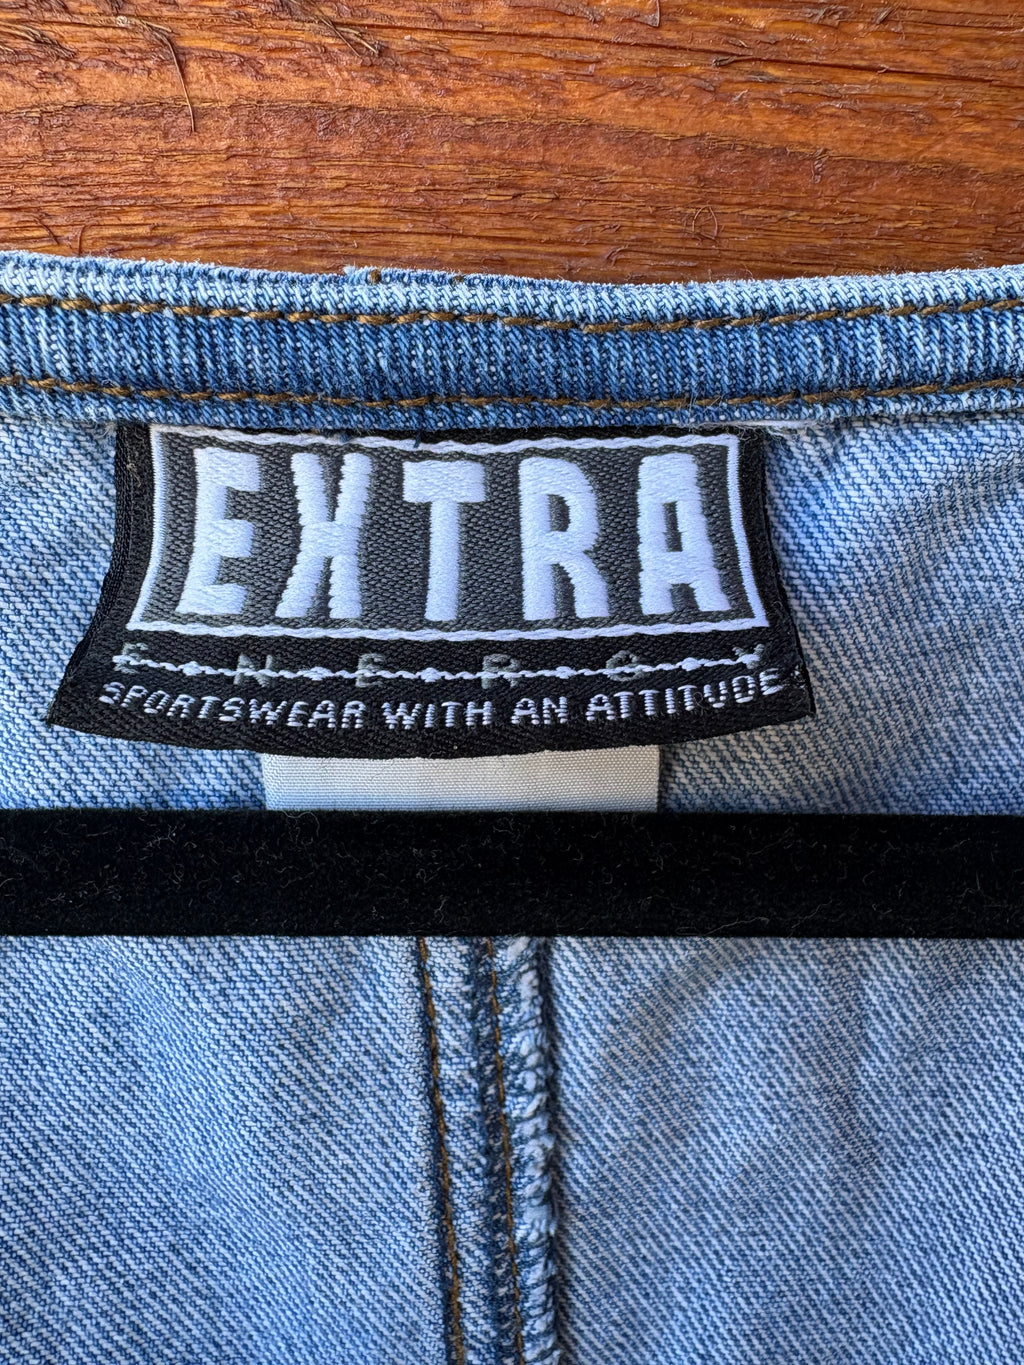 EXTRA
ENERGY
SPORTSWEAR WITH AN ATTITUDE